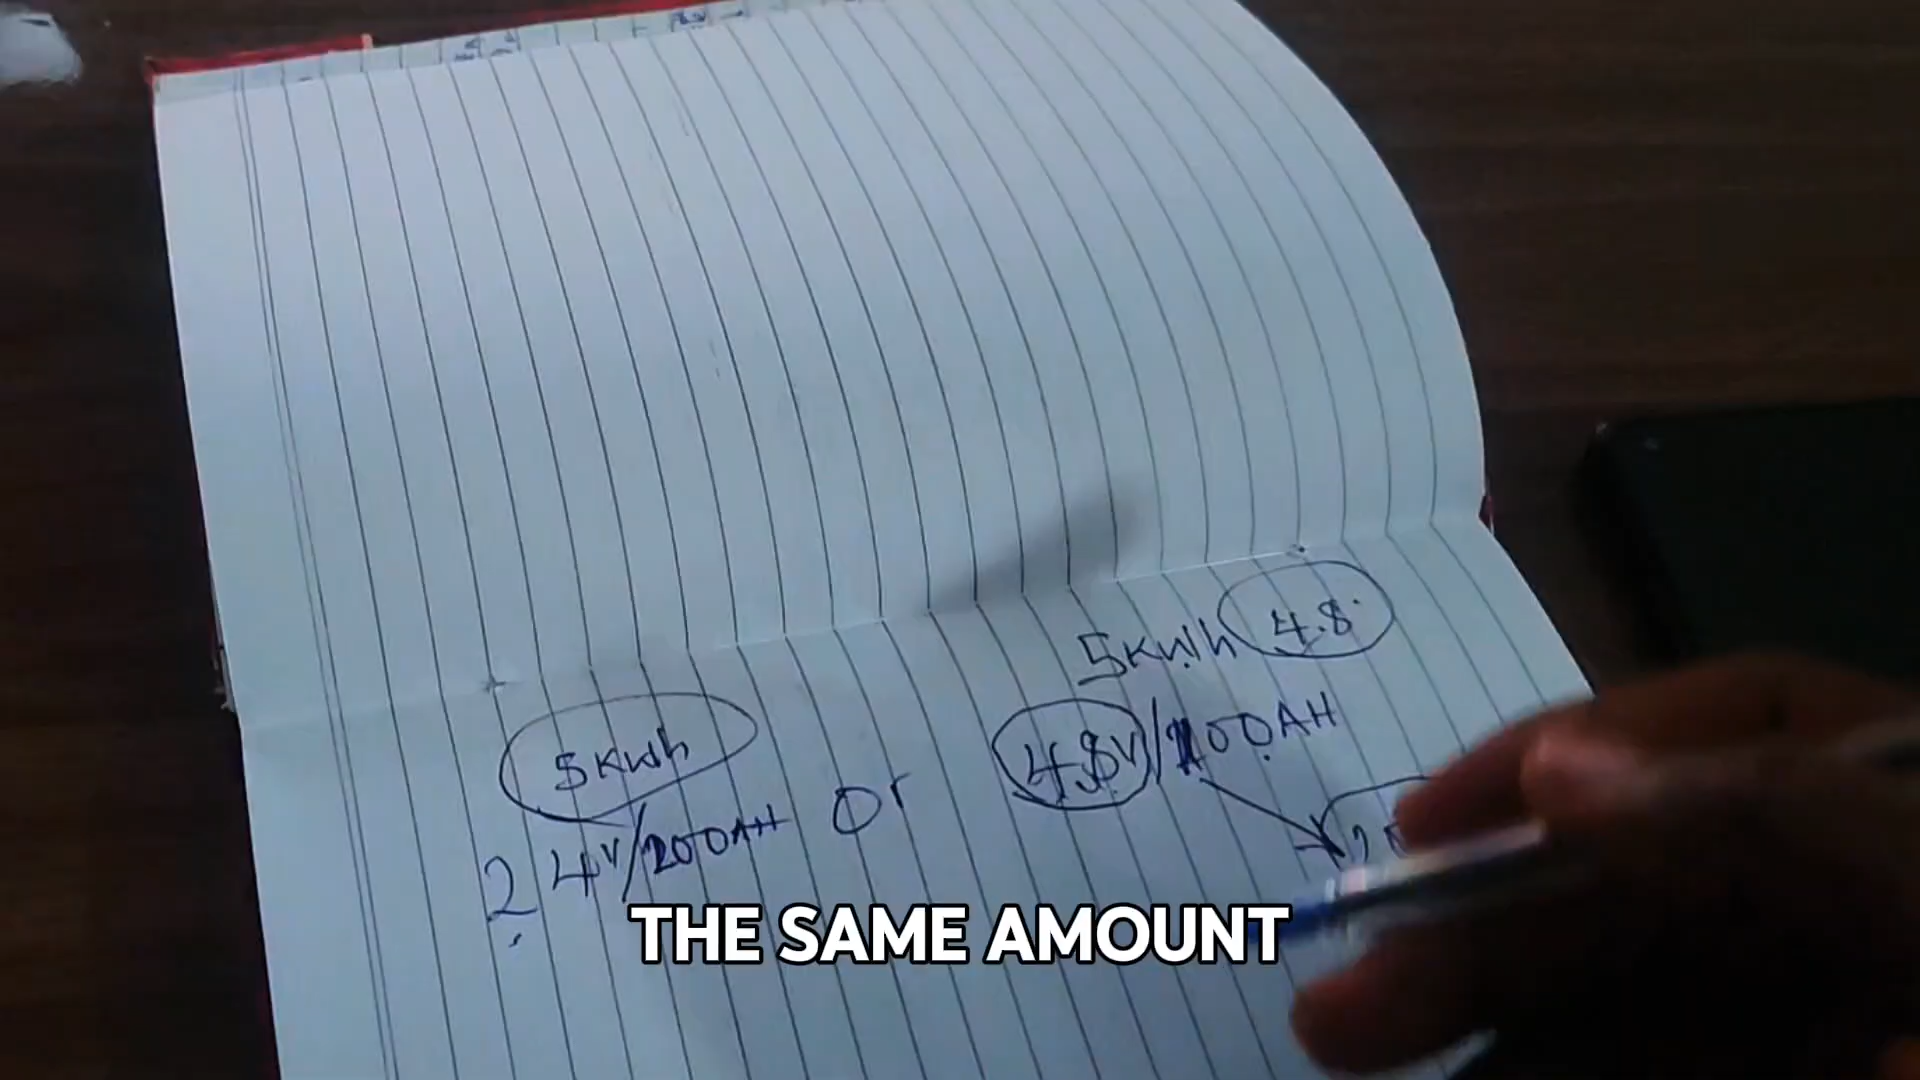 5KWh 4.8
5KWh
48V/100AH
or
24V/200AH
THE SAME AMOUNT